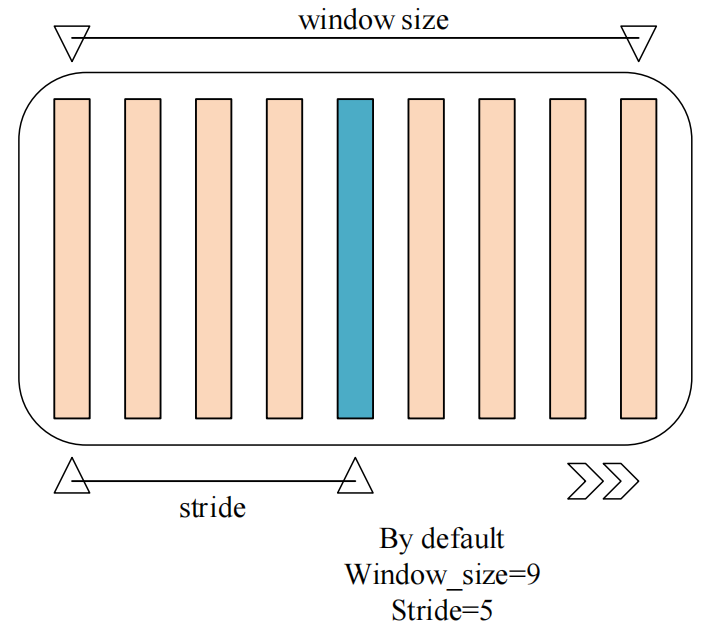 window size
stride
By default
Window_size=9
Stride=5